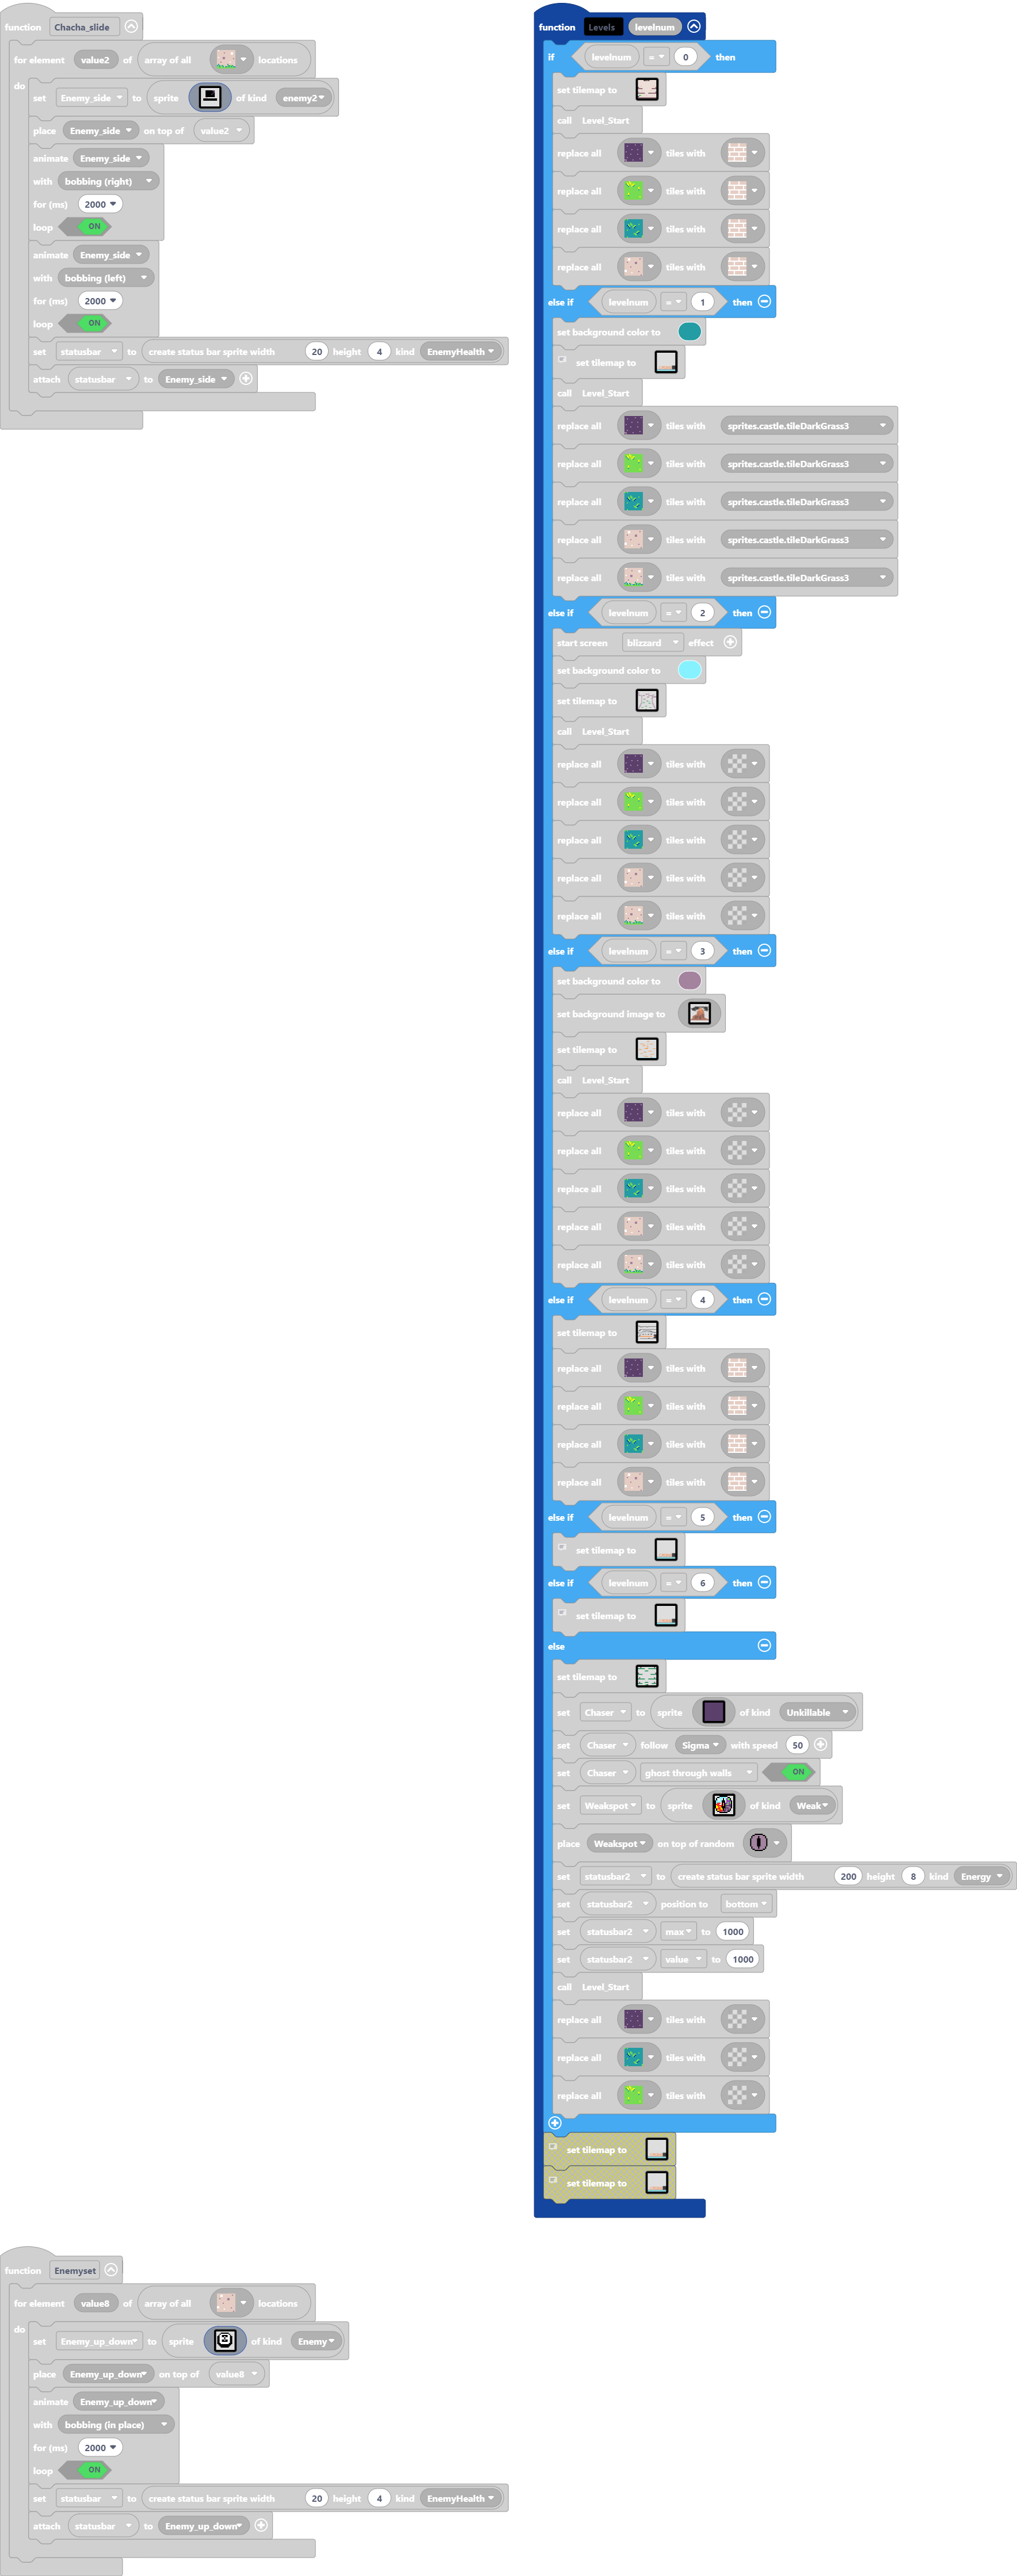 function Chacha_slide
for element value2 of array of all locations
do
set Enemy_side to sprite of kind enemy2
place Enemy_side on top of value2
animate Enemy_side
with bobbing (right)
for (ms) 2000
loop ON
animate Enemy_side
with bobbing (left)
for (ms) 2000
loop ON
set statusbar to create status bar sprite width 20 height 4 kind EnemyHealth
attach statusbar to Enemy_side
function Levels levelnum
if levelnum = 0 then
set tilemap to
call Level_Start
replace all tiles with
replace all tiles with
replace all tiles with
replace all tiles with
else if levelnum = 1 then
set background color to
set tilemap to
call Level_Start
replace all tiles with sprites.castle.tileDarkGrass3
replace all tiles with sprites.castle.tileDarkGrass3
replace all tiles with sprites.castle.tileDarkGrass3
replace all tiles with sprites.castle.tileDarkGrass3
replace all tiles with sprites.castle.tileDarkGrass3
else if levelnum = 2 then
start screen blizzard effect
set background color to
set tilemap to
call Level_Start
replace all tiles with
replace all tiles with
replace all tiles with
replace all tiles with
replace all tiles with
else if levelnum = 3 then
set background color to
set background image to
set tilemap to
call Level_Start
replace all tiles with
replace all tiles with
replace all tiles with
replace all tiles with
replace all tiles with
else if levelnum = 4 then
set tilemap to
replace all tiles with
replace all tiles with
replace all tiles with
replace all tiles with
else if levelnum = 5 then
set tilemap to
else if levelnum = 6 then
set tilemap to
else
set tilemap to
set Chaser to sprite of kind Unkillable
set Chaser follow Sigma with speed 50
set Chaser ghost through walls ON
set Weakspot to sprite of kind Weak
place Weakspot on top of random
set statusbar2 to create status bar sprite width 200 height 8 kind Energy
set statusbar2 position to bottom
set statusbar2 max to 1000
set statusbar2 value to 1000
call Level_Start
replace all tiles with
replace all tiles with
replace all tiles with
set tilemap to
set tilemap to
function Enemyset
for element value8 of array of all locations
do
set Enemy_up_down to sprite of kind Enemy
place Enemy_up_down on top of value8
animate Enemy_up_down
with bobbing (in place)
for (ms) 2000
loop ON
set statusbar to create status bar sprite width 20 height 4 kind EnemyHealth
attach statusbar to Enemy_up_down